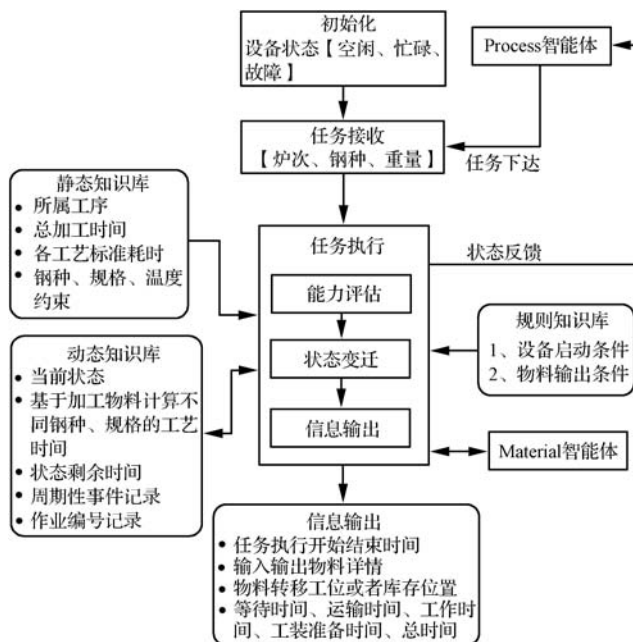 初始化
设备状态【空闲、忙碌、
故障】
Process智能体
任务接收
【炉次、钢种、重量】
任务下达
静态知识库
• 所属工序
• 总加工时间
• 各工艺标准耗时
• 钢种、规格、温度
约束
任务执行
状态反馈
能力评估
状态变迁
信息输出
规则知识库
1、设备启动条件
2、物料输出条件
动态知识库
• 当前状态
• 基于加工物料计算不
同钢种、规格的工艺
时间
• 状态剩余时间
• 周期性事件记录
• 作业编号记录
Material智能体
信息输出
• 任务执行开始结束时间
• 输入输出物料详情
• 物料转移工位或者库存位置
• 等待时间、运输时间、工作时
间、工装准备时间、总时间